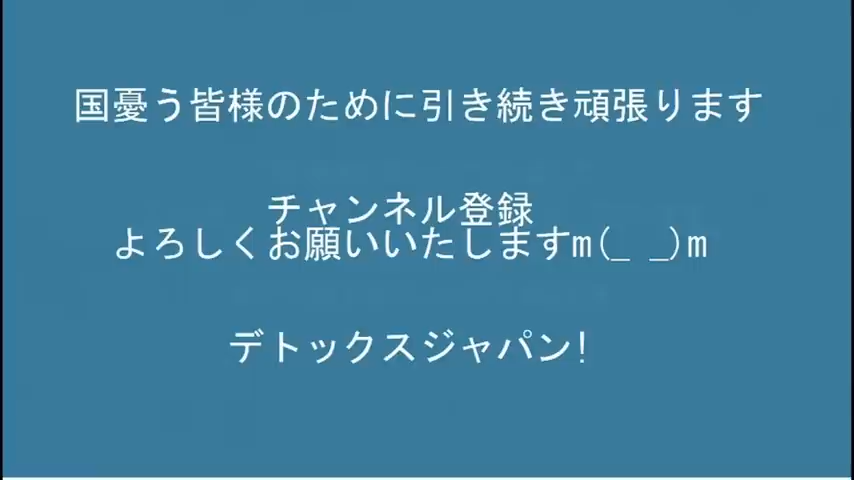 国憂う皆様のために引き続き頑張ります
チャンネル登録
よろしくお願いいたしますm(_ _)m
デトックスジャパン!